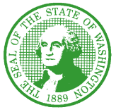 THE SEAL OF THE STATE OF WASHINGTON
1889